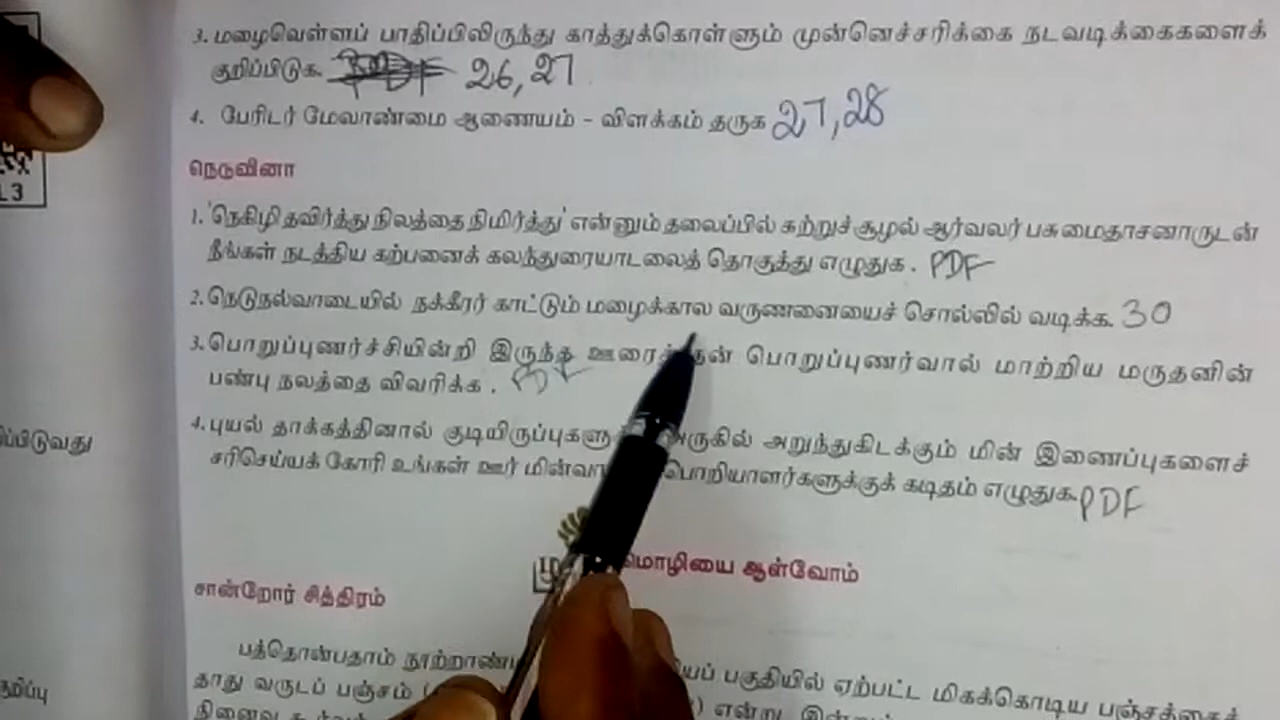 3. மழைவெள்ளப் பாதிப்பிலிருந்து காத்துக்கொள்ளும் முன்னெச்சரிக்கை நடவடிக்கைகளைக்
குறிப்பிடுக. 26, 27
4. பேரிடர் மேலாண்மை ஆணையம் – விளக்கம் தருக 27, 28
L3
நெடுவினா
1. 'நெகிழி தவிர்த்து நிலத்தை நிமிர்த்து' என்னும் தலைப்பில் கற்றுச்சூழல் ஆர்வலர் பசுமைதாசனாருடன்
நீங்கள் நடத்திய கற்பனைக் கலந்துரையாடலைத் தொகுத்து எழுதுக. PDF
2. நெடுநல்வாடையில் நக்கீரர் காட்டும் மழைக்கால வருணனையைச் சொல்லில் வடிக்க. 30
3. பொறுப்புணர்ச்சியின்றி இருந்த ஊரைத் தன் பொறுப்புணர்வால் மாற்றிய மருதனின்
பண்பு நலத்தை விவரிக்க.
4. புயல் தாக்கத்தினால் அருகில் அறுந்துகிடக்கும் மின் இணைப்புகளைச்
ப்பிடுவது
சரிசெய்யக் கோரி உங்கள் ஊர் பொறியாளர்களுக்குக் கடிதம் எழுதுக. PDF
மொழியை ஆள்வோம்
சான்றோர் சித்திரம்
பத்தொன்பதாம் பகுதியில் ஏற்பட்ட மிகக்கொடிய பஞ்சத்தைத்
குறிப்பு
தாது வருடப் பஞ்சம் என்று